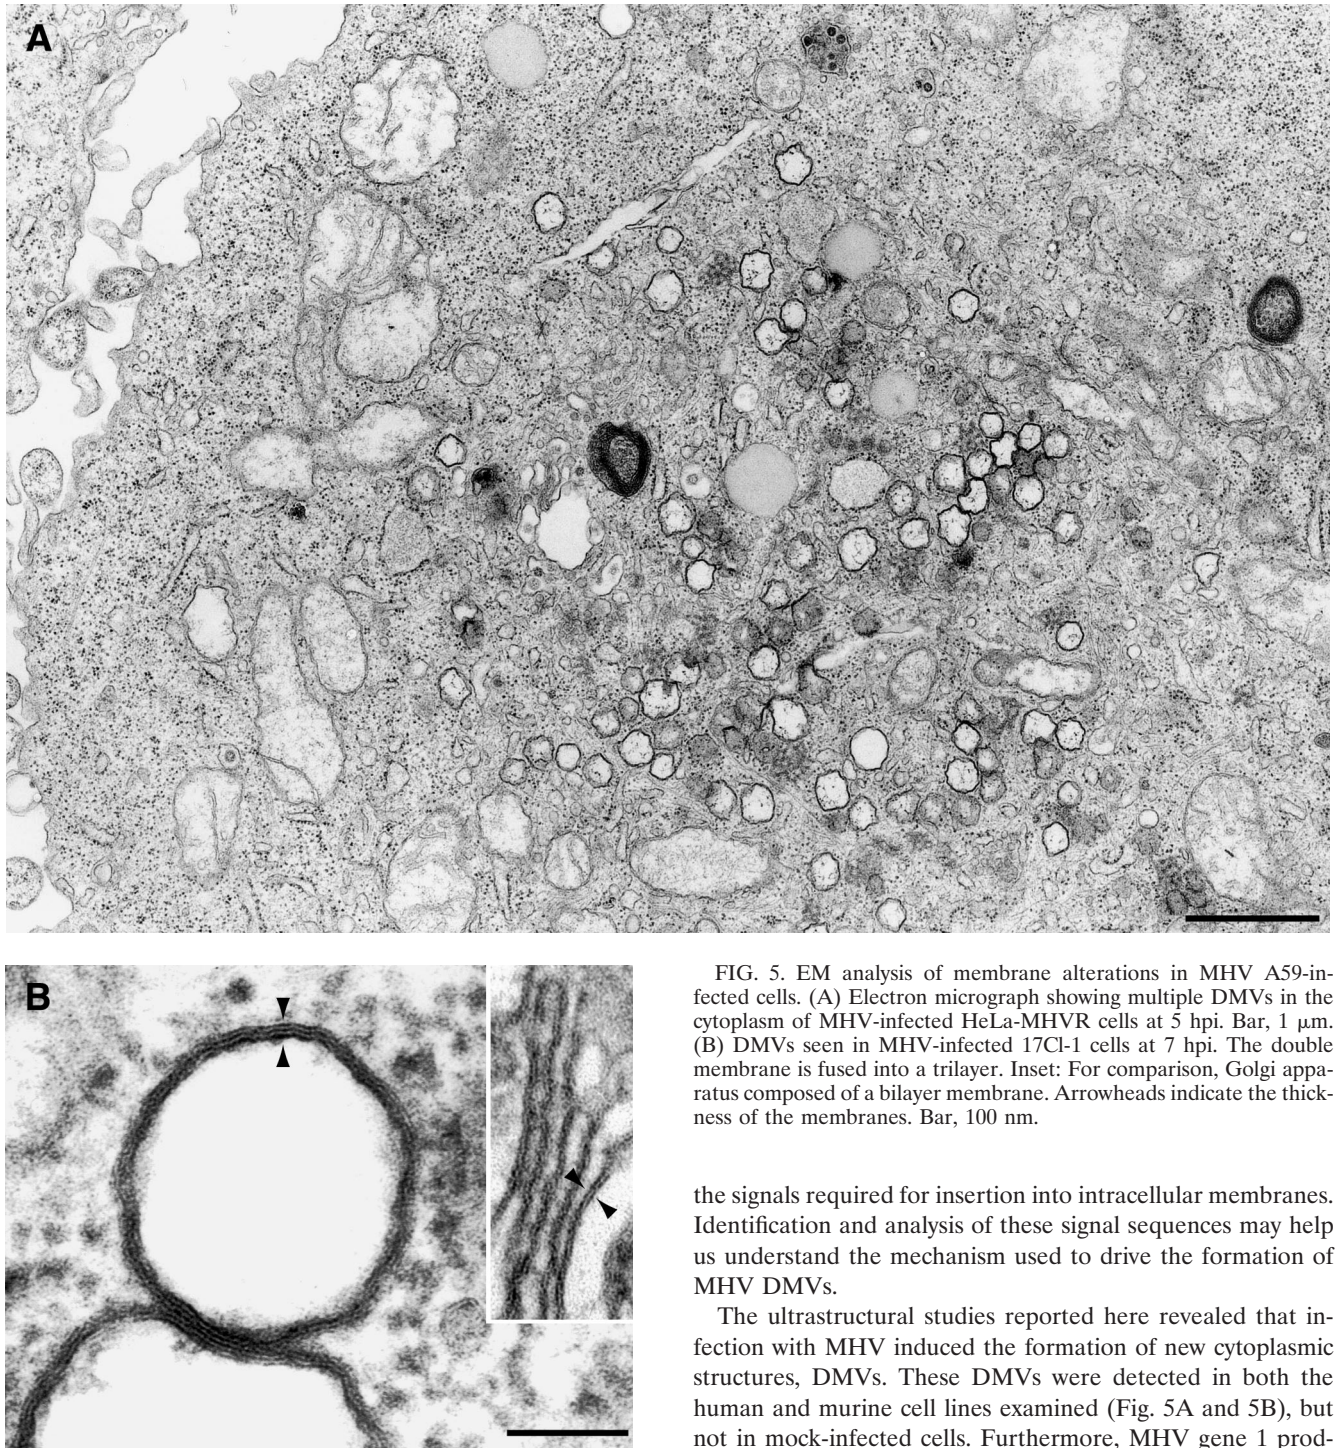 A
B
FIG. 5. EM analysis of membrane alterations in MHV A59-in-
fected cells. (A) Electron micrograph showing multiple DMVs in the
cytoplasm of MHV-infected HeLa-MHVR cells at 5 hpi. Bar, 1 μm.
(B) DMVs seen in MHV-infected 17Cl-1 cells at 7 hpi. The double
membrane is fused into a trilayer. Inset: For comparison, Golgi appa-
ratus composed of a bilayer membrane. Arrowheads indicate the thick-
ness of the membranes. Bar, 100 nm.
the signals required for insertion into intracellular membranes.
Identification and analysis of these signal sequences may help
us understand the mechanism used to drive the formation of
MHV DMVs.
The ultrastructural studies reported here revealed that in-
fection with MHV induced the formation of new cytoplasmic
structures, DMVs. These DMVs were detected in both the
human and murine cell lines examined (Fig. 5A and 5B), but
not in mock-infected cells. Furthermore, MHV gene 1 prod-